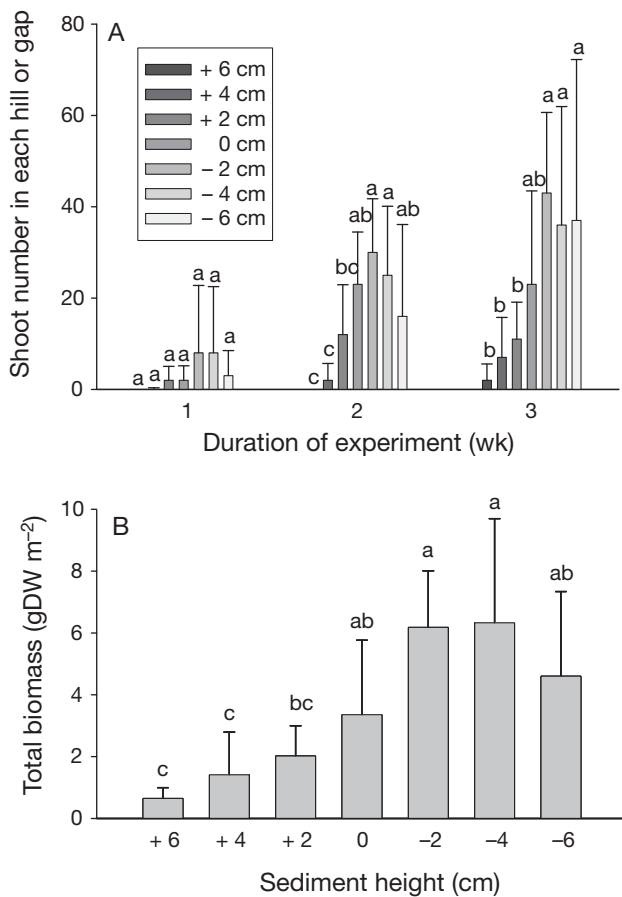 A
80
60
40
20
0
Shoot number in each hill or gap
+ 6 cm
+ 4 cm
+ 2 cm
0 cm
– 2 cm
– 4 cm
– 6 cm
a a a a a a a
c c bc ab a a ab
b b b ab a a a
1 2 3
Duration of experiment (wk)
B
10
8
6
4
2
0
Total biomass (gDW m⁻²)
c c bc ab a a ab
+ 6 + 4 + 2 0 –2 –4 –6
Sediment height (cm)